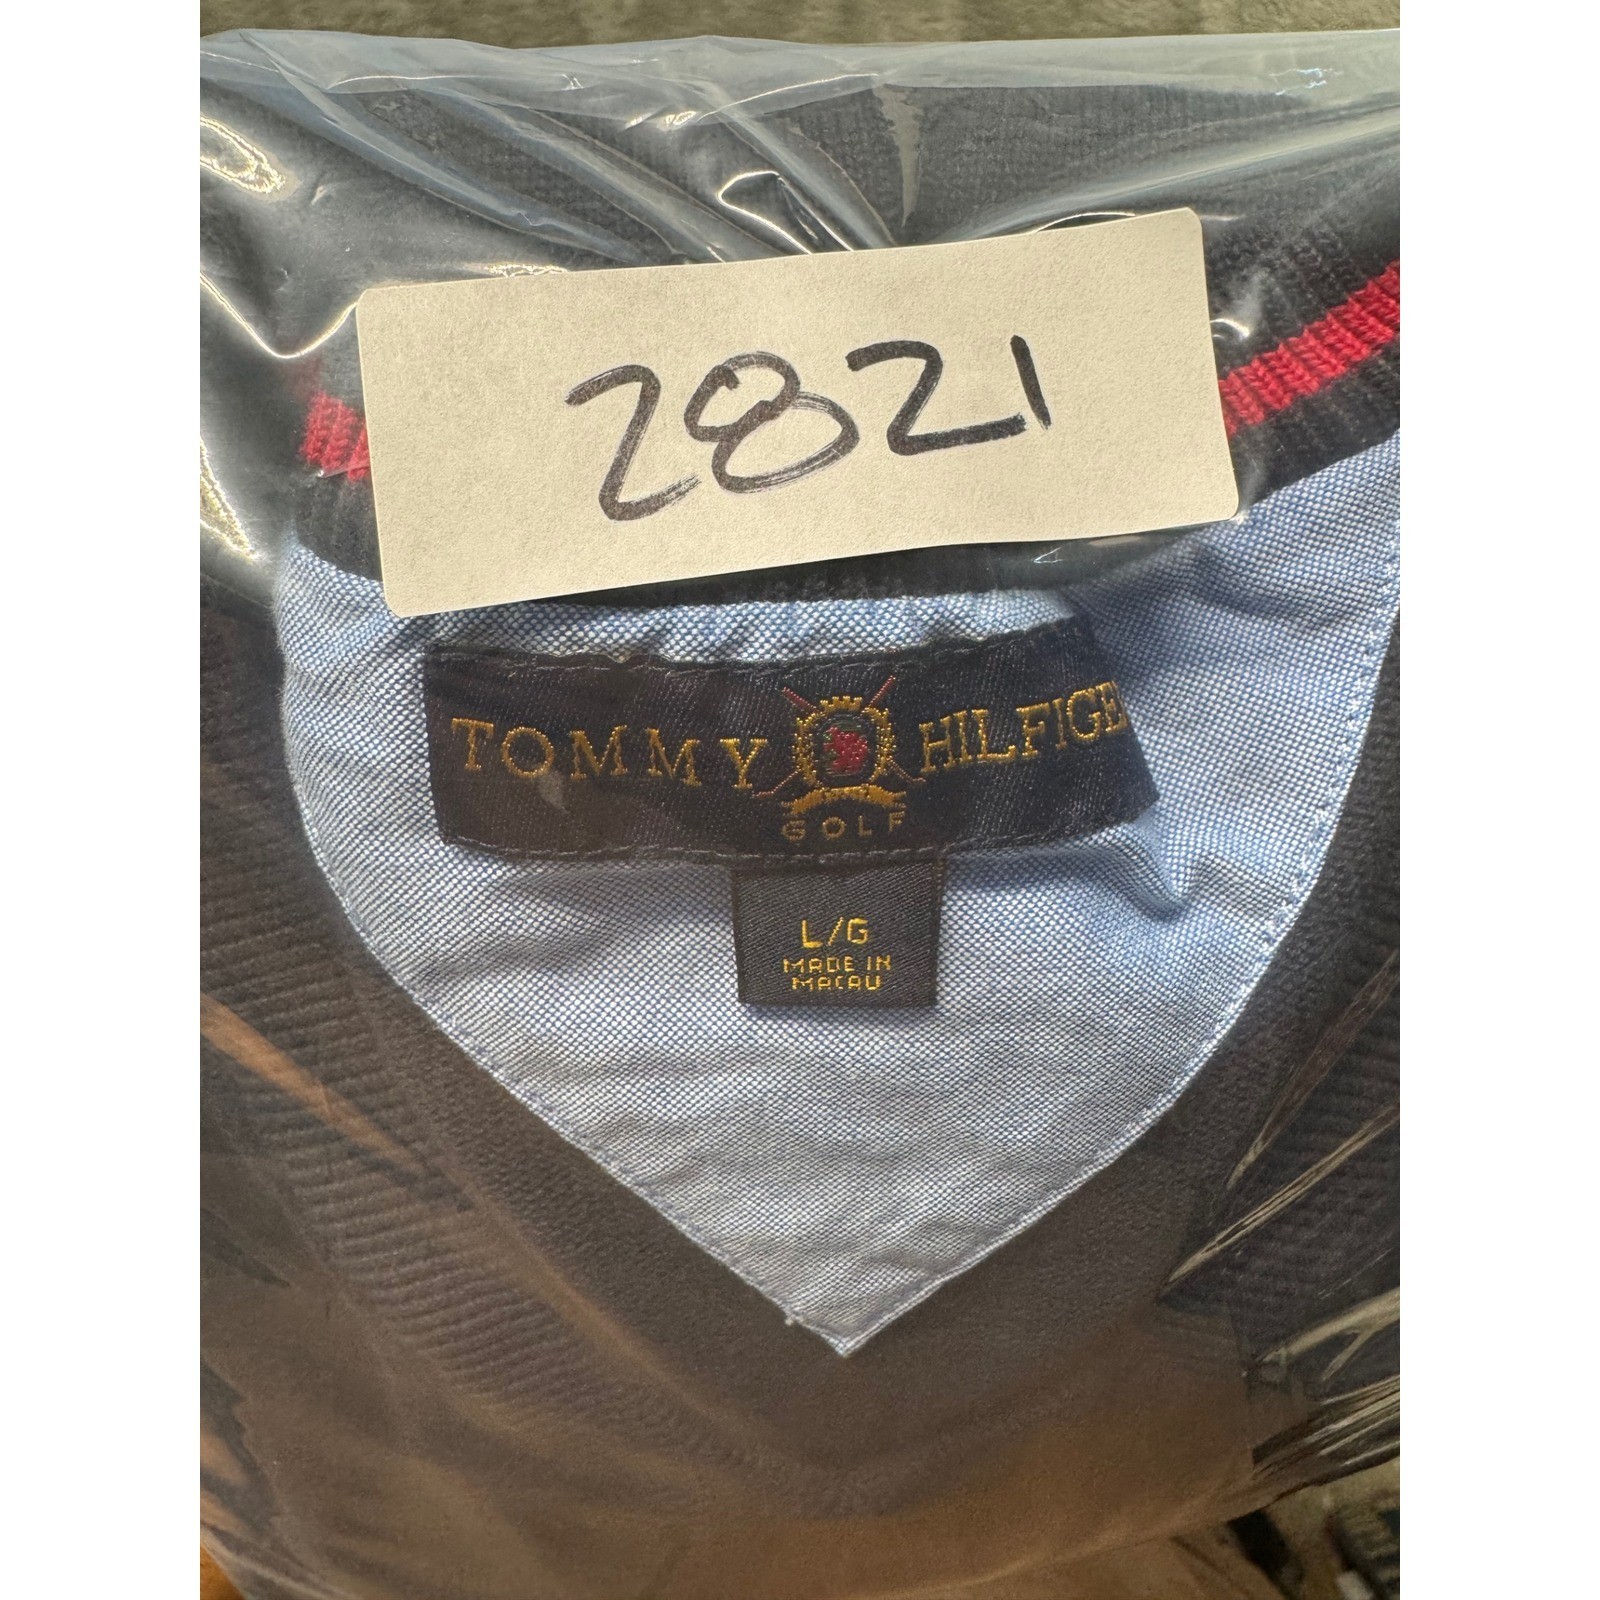 2821
TOMMY HILFIGER
GOLF
L/G
MADE IN
MACAU